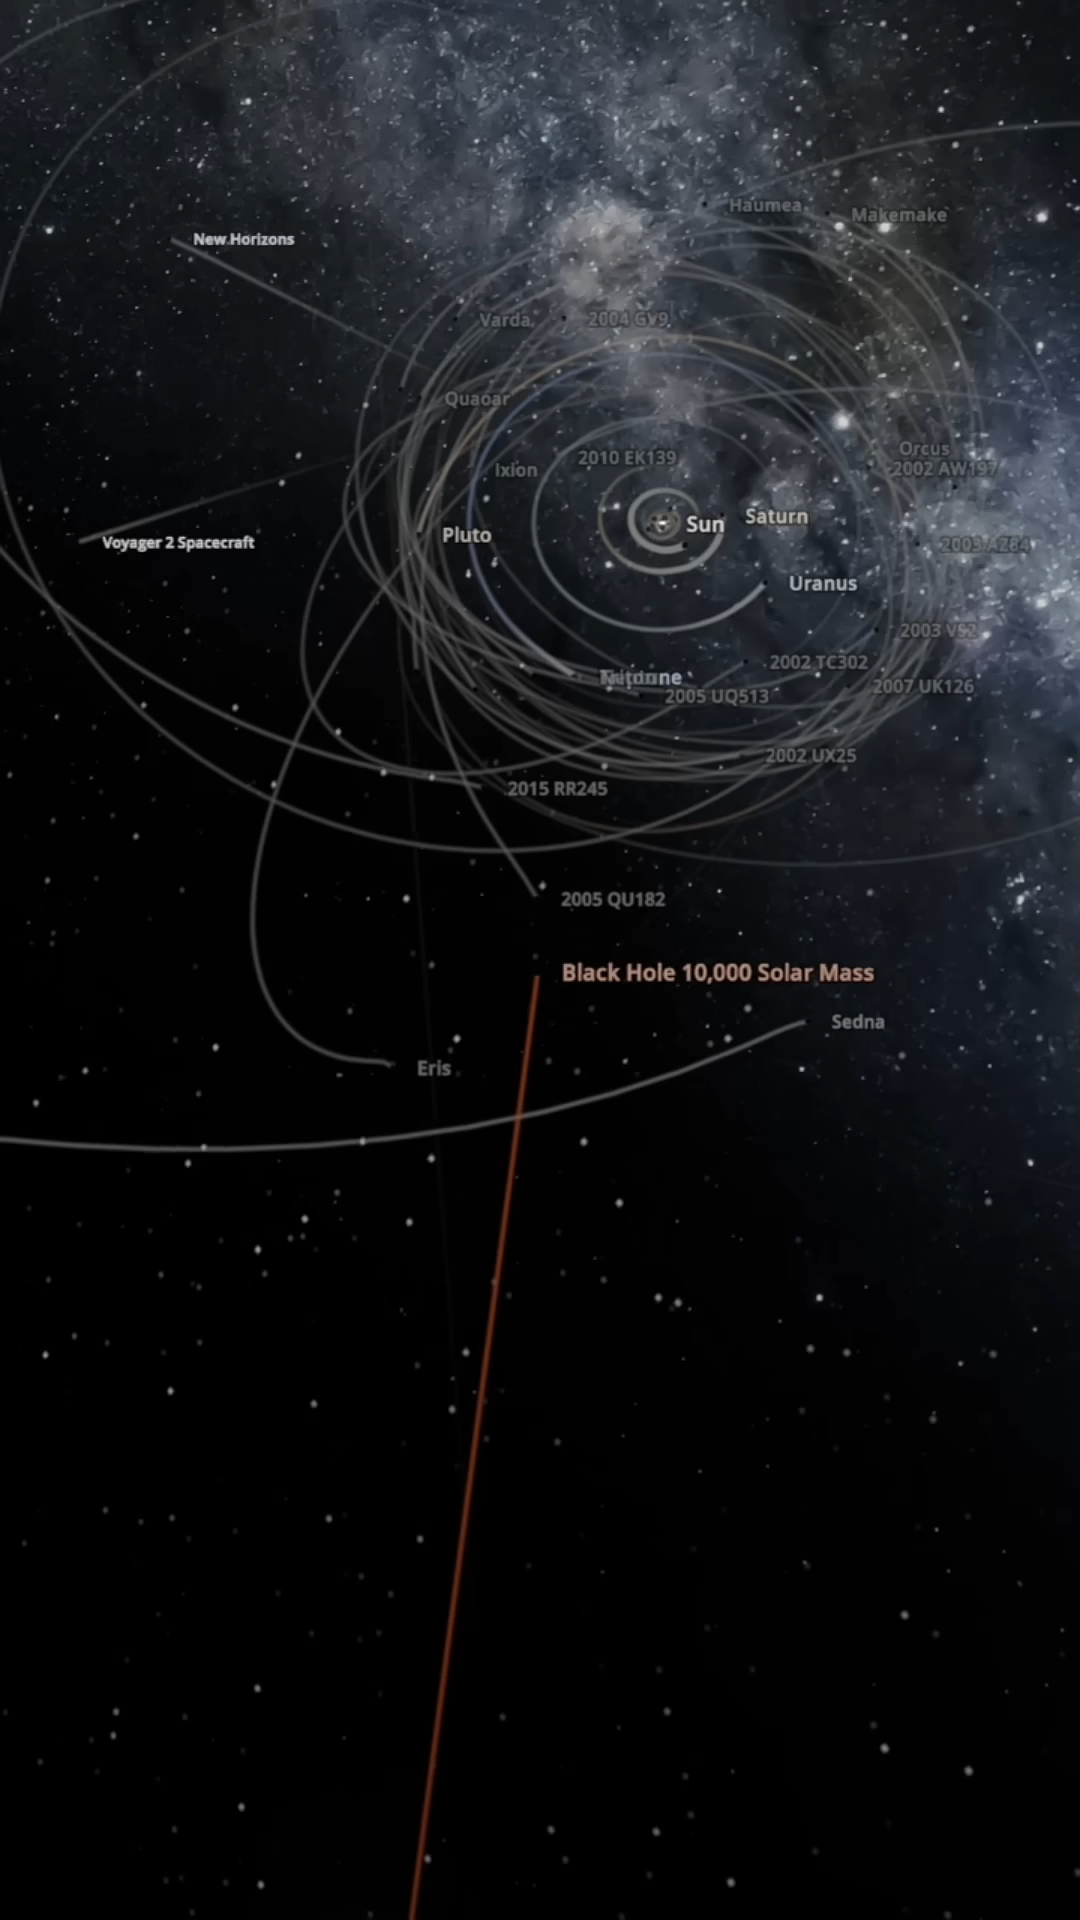 Haumea
Makemake
New Horizons
Varda
2004 GV9
Quaoar
Orcus
2010 EK139
2002 AW197
Ixion
Saturn
Sun
Pluto
Voyager 2 Spacecraft
2003 AZ84
Uranus
2003 VS2
2002 TC302
2007 UK126
2005 UQ513
2002 UX25
2015 RR245
2005 QU182
Black Hole 10,000 Solar Mass
Sedna
Eris